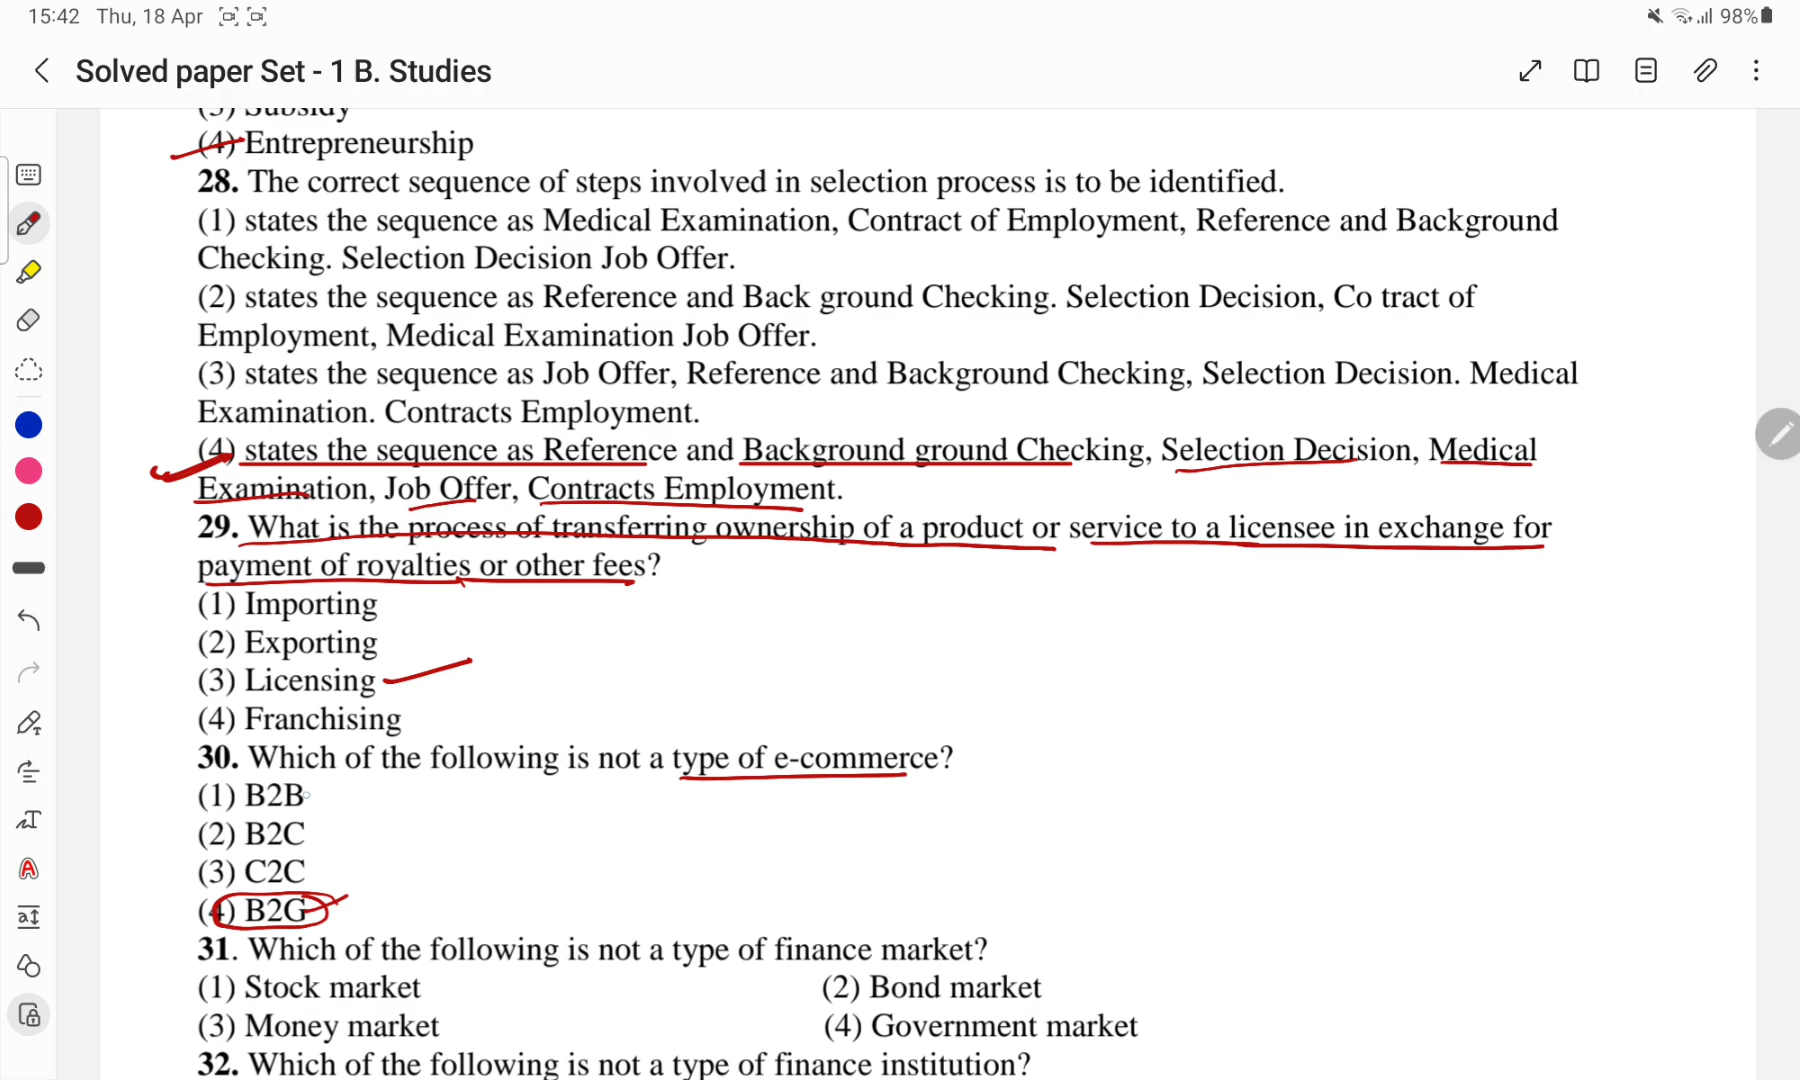 15:42 Thu, 18 Apr
98%
Solved paper Set - 1 B. Studies
(3) Subsidy
(4) Entrepreneurship
28. The correct sequence of steps involved in selection process is to be identified.
(1) states the sequence as Medical Examination, Contract of Employment, Reference and Background
Checking. Selection Decision Job Offer.
(2) states the sequence as Reference and Back ground Checking. Selection Decision, Co tract of
Employment, Medical Examination Job Offer.
(3) states the sequence as Job Offer, Reference and Background Checking, Selection Decision. Medical
Examination. Contracts Employment.
(4) states the sequence as Reference and Background ground Checking, Selection Decision, Medical
Examination, Job Offer, Contracts Employment.
29. What is the process of transferring ownership of a product or service to a licensee in exchange for
payment of royalties or other fees?
(1) Importing
(2) Exporting
(3) Licensing
(4) Franchising
30. Which of the following is not a type of e-commerce?
(1) B2B
(2) B2C
(3) C2C
(4) B2G
31. Which of the following is not a type of finance market?
(1) Stock market (2) Bond market
(3) Money market (4) Government market
32. Which of the following is not a type of finance institution?